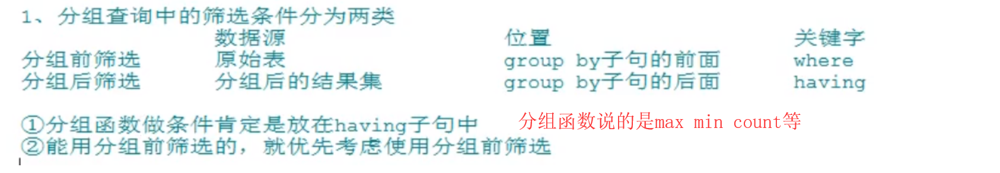 1、分组查询中的筛选条件分为两类
数据源 位置 关键字
分组前筛选 原始表 group by子句的前面 where
分组后筛选 分组后的结果集 group by子句的后面 having
①分组函数做条件肯定是放在having子句中 分组函数说的是max min count等
②能用分组前筛选的，就优先考虑使用分组前筛选